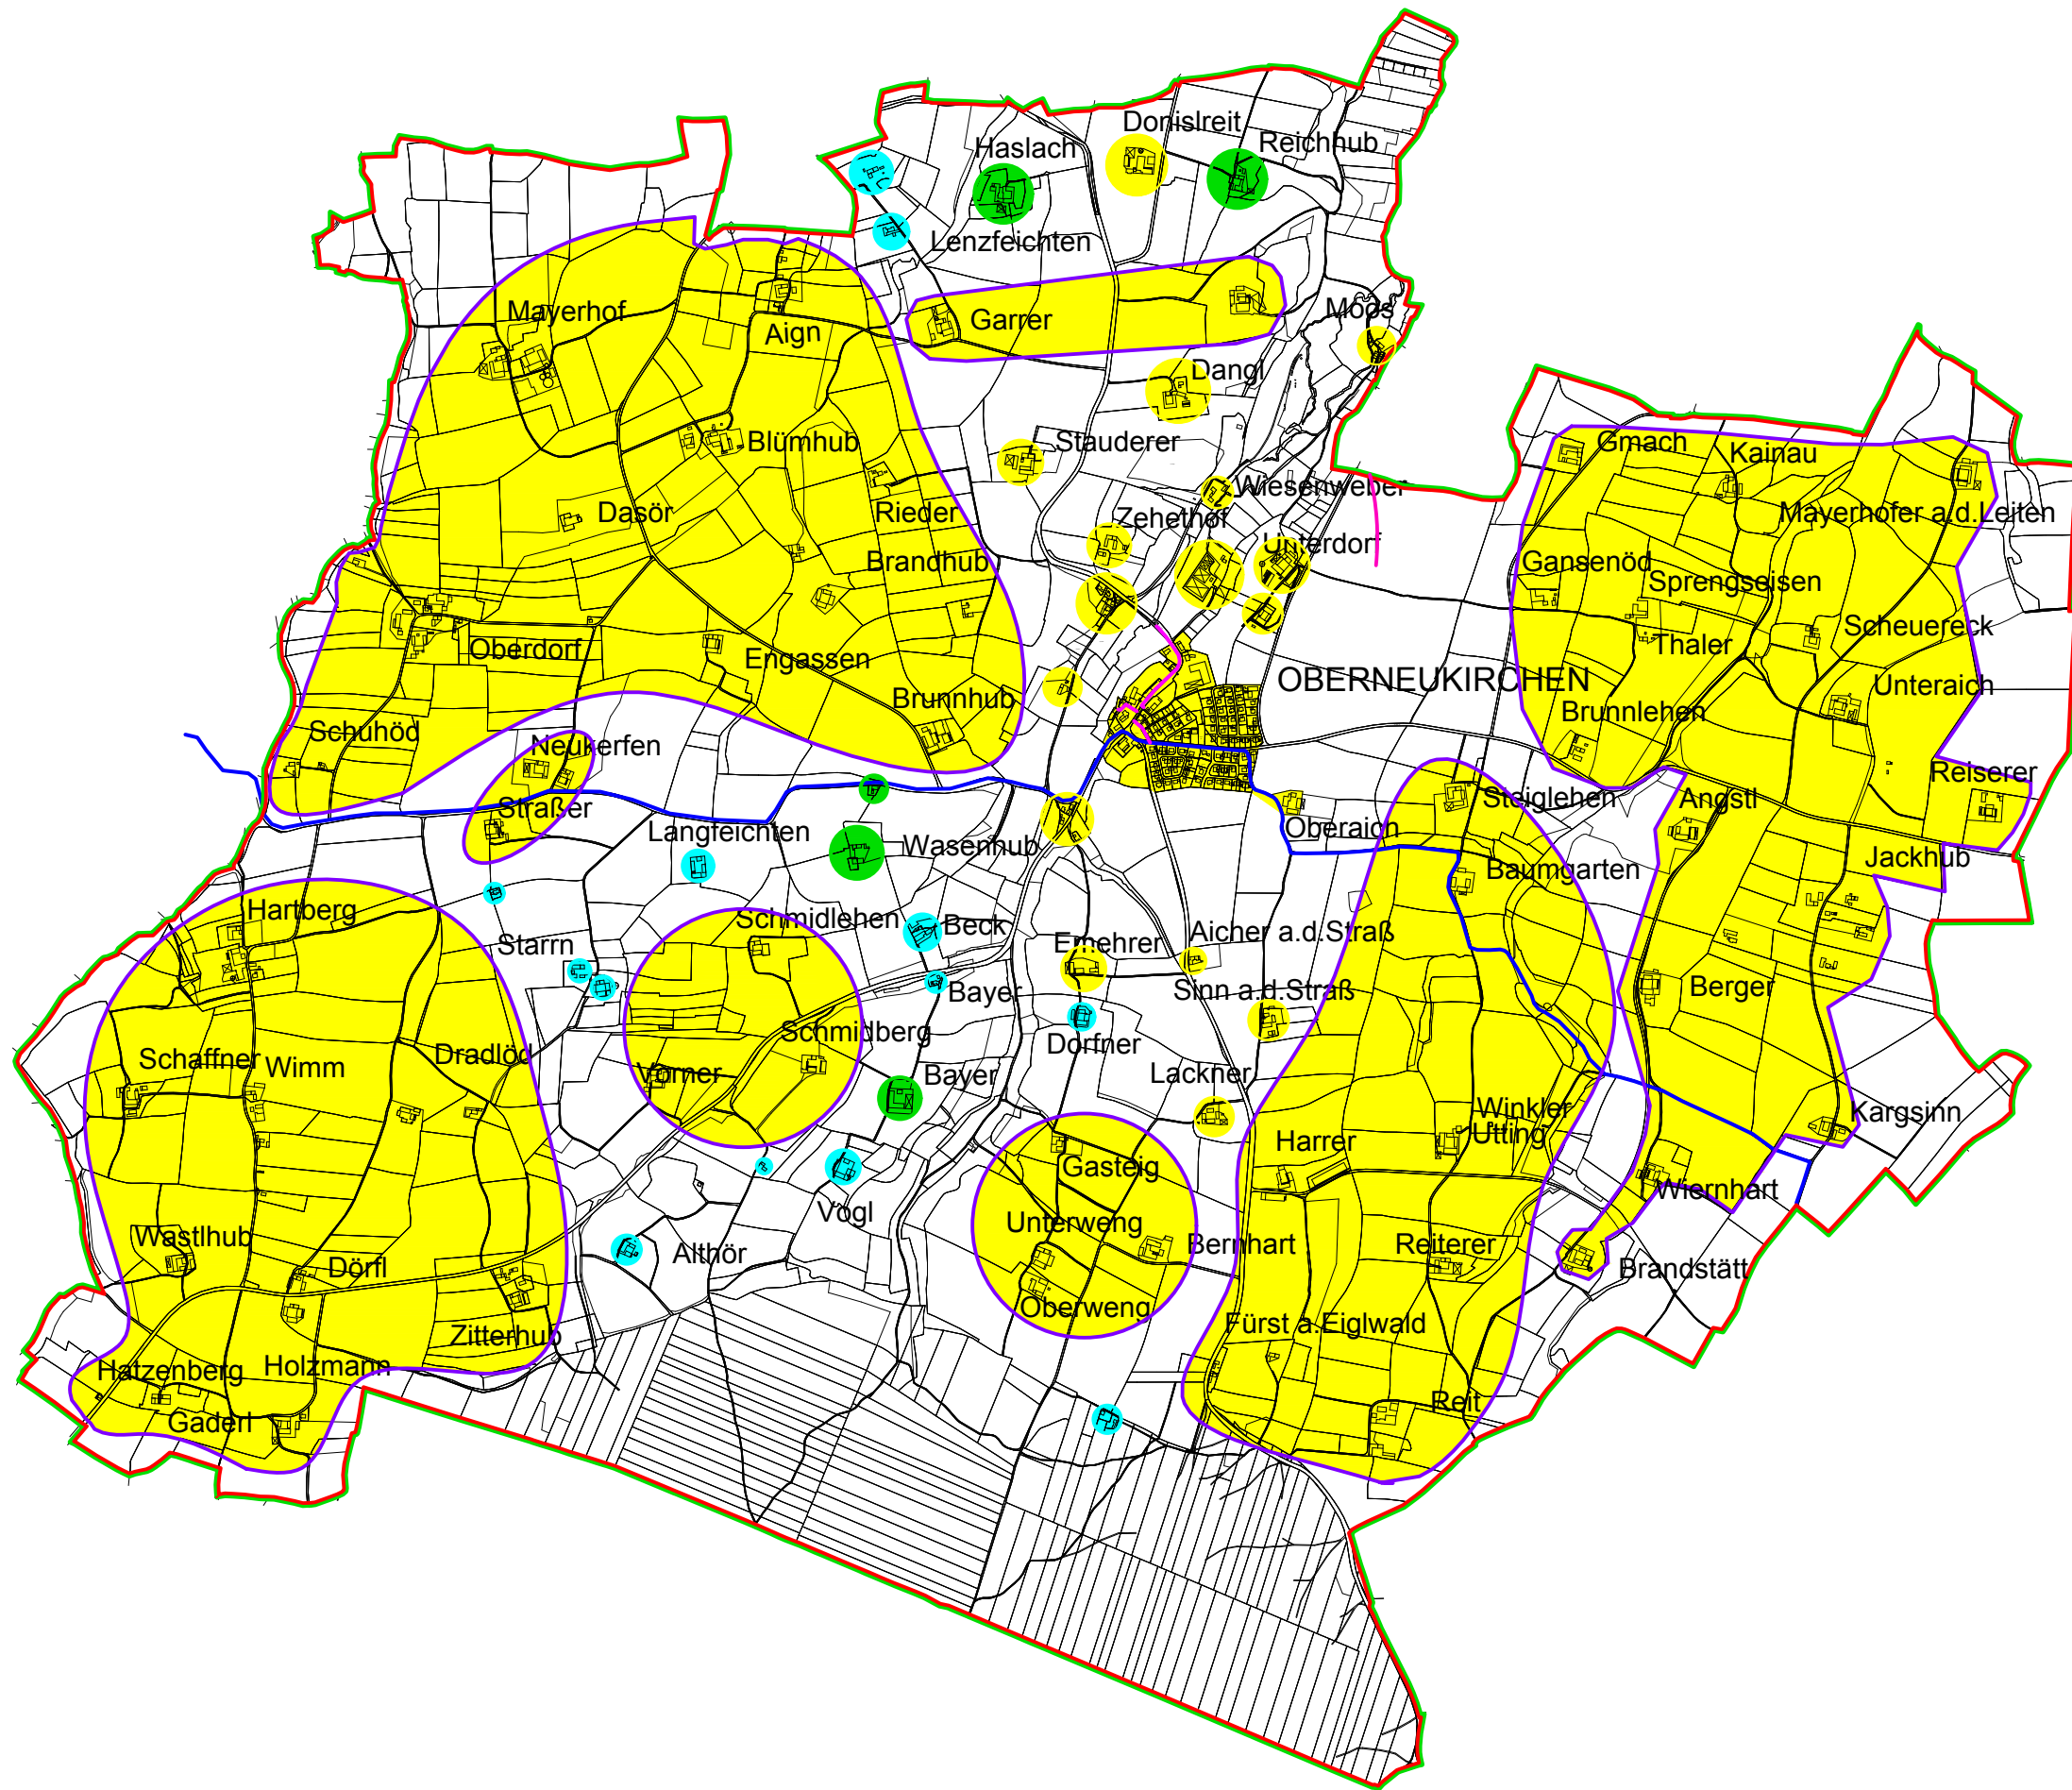 Donislreit
Reichhub
Haslach
Lenzfeichten
Mayerhof
Garrer
Moos
Aign
Dangl
Blümhub
Stauderer
Gmach
Kainau
Wiesenweber
Dasör
Rieder
Zehethof
Mayerhofer a.d.Leiten
Unterdorf
Brandhub
Gansenöd
Sprengseisen
Scheuereck
Oberdorf
Engassen
Thaler
OBERNEUKIRCHEN
Unteraich
Brunnhub
Brunnlehen
Schuhöd
Neukerfen
Reiserer
Straßer
Steiglehen
Angstl
Langfeichten
Oberaich
Wasenhub
Jackhub
Baumgarten
Hartberg
Schmidlehen
Beck
Aicher a.d.Straß
Starrn
Ernehrer
Bayer
Sinn a.d.Straß
Berger
Schmidberg
Dorfner
Schaffner
Wimm
Dradlöd
Vorner
Bayer
Lackner
Winkler
Kargsinn
Utting
Harrer
Gasteig
Wiernhart
Vogl
Unterweng
Wastlhub
Althör
Bernhart
Reiterer
Dörfl
Brandstätt
Oberweng
Zitterhub
Fürst a.Eiglwald
Hatzenberg
Holzmann
Reit
Gaderl